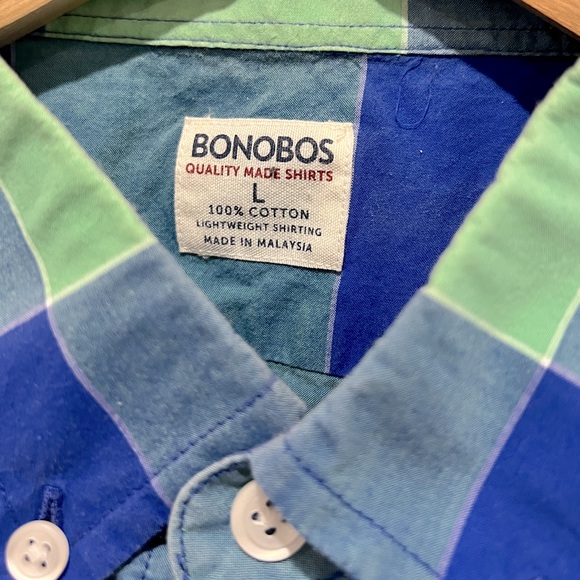 BONOBOS
QUALITY MADE SHIRTS
L
100% COTTON
LIGHTWEIGHT SHIRTING
MADE IN MALAYSIA